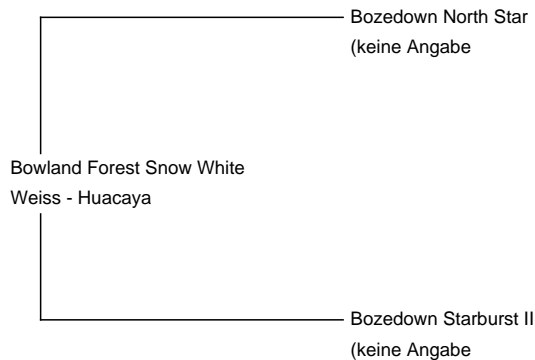 Bozedown North Star
(keine Angabe
Bowland Forest Snow White
Weiss - Huacaya
Bozedown Starburst II
(keine Angabe